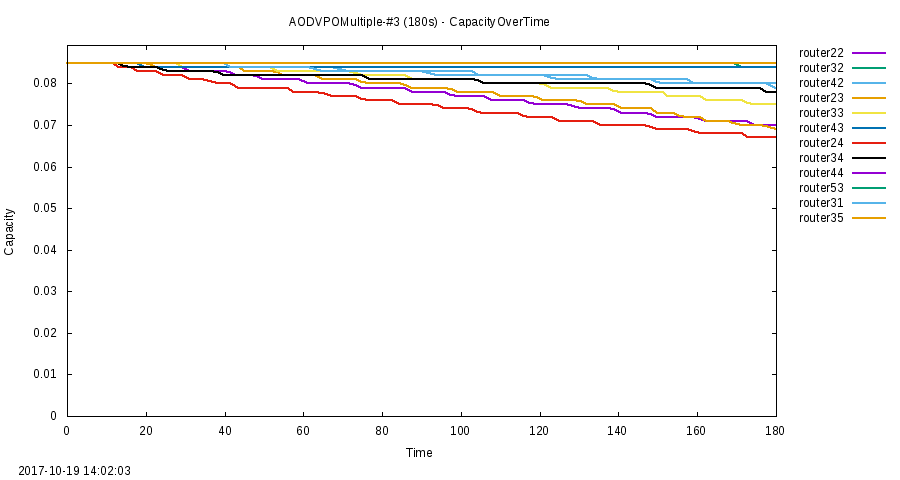 AODVPOMultiple-#3 (180s) - CapacityOverTime
router22
router32
router42
router23
router33
router43
router24
router34
router44
router53
router31
router35
0.08
0.07
0.06
0.05
0.04
0.03
0.02
0.01
0
Capacity
0 20 40 60 80 100 120 140 160 180
Time
2017-10-19 14:02:03